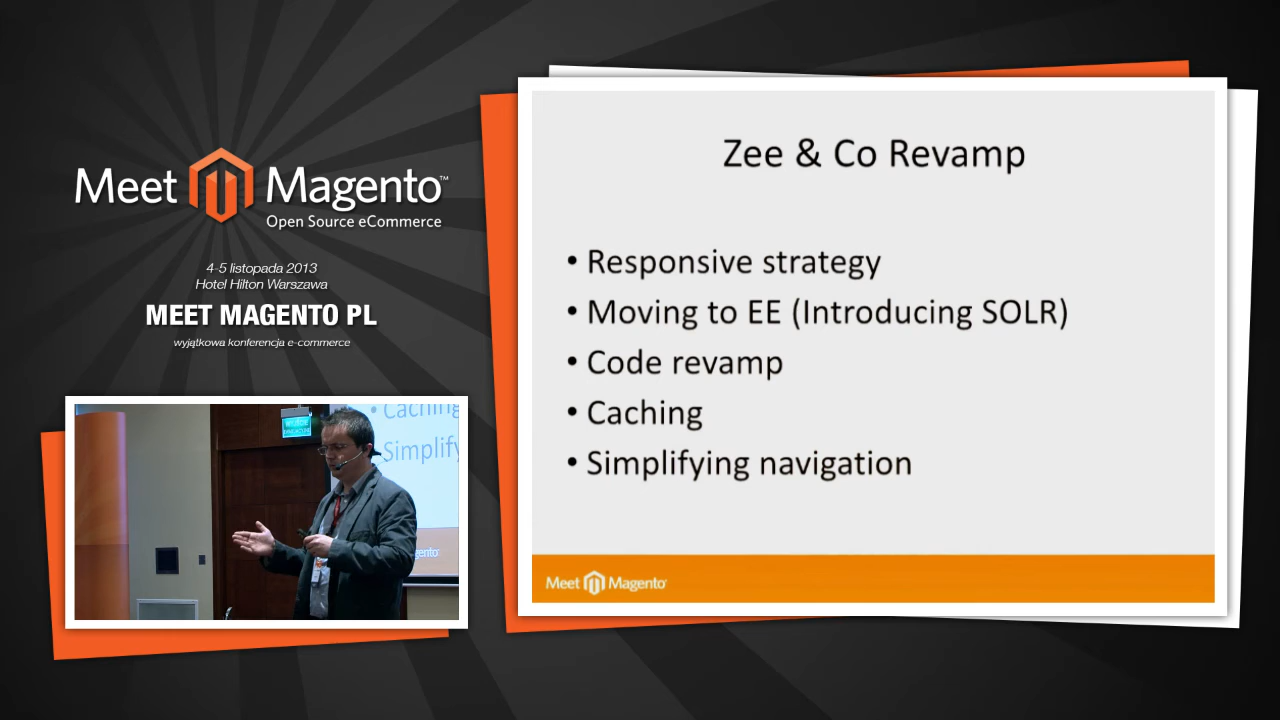 Meet Magento™
Open Source eCommerce
4-5 listopada 2013
Hotel Hilton Warszawa
MEET MAGENTO PL
wyjątkowa konferencja e-commerce
Zee & Co Revamp
• Responsive strategy
• Moving to EE (Introducing SOLR)
• Code revamp
• Caching
• Simplifying navigation
Meet Magento
• Caching
Simplify
gento